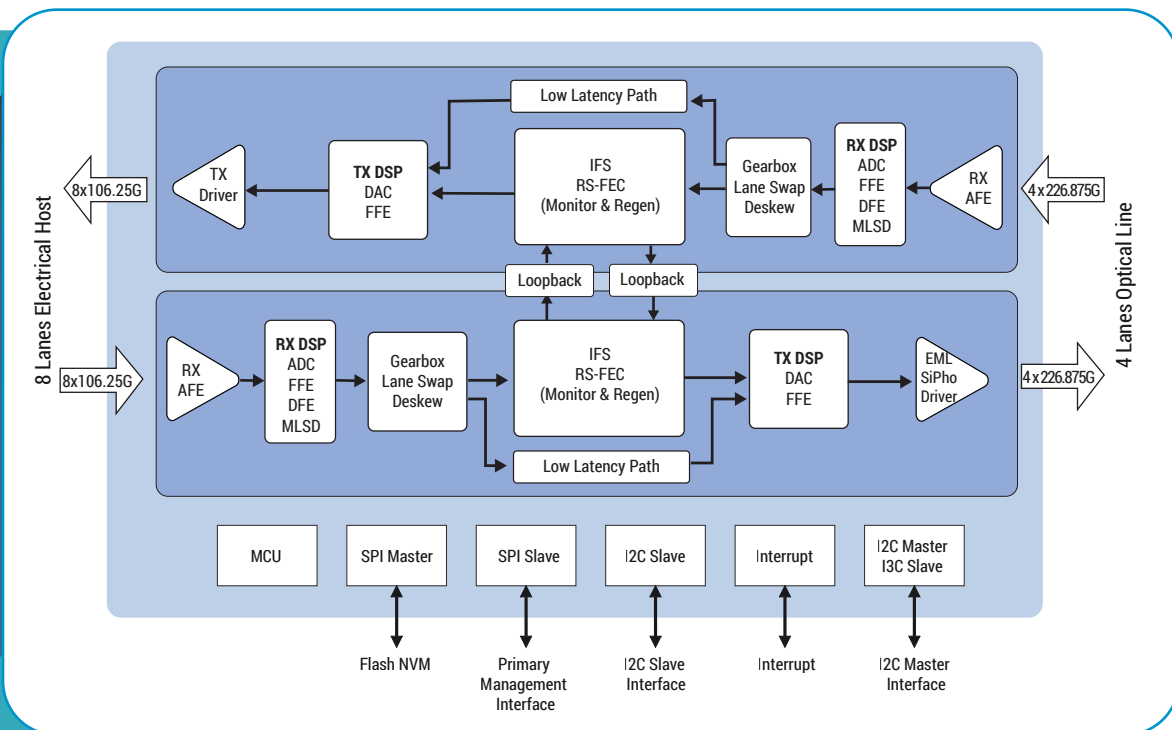 Low Latency Path
TX
Driver
TX DSP
DAC
FFE
IFS
RS-FEC
(Monitor & Regen)
Gearbox
Lane Swap
Deskew
RX DSP
ADC
FFE
DFE
MLSD
RX
AFE
8x106.25G
4x226.875G
8 Lanes Electrical Host
4 Lanes Optical Line
Loopback
Loopback
8x106.25G
RX
AFE
RX DSP
ADC
FFE
DFE
MLSD
Gearbox
Lane Swap
Deskew
IFS
RS-FEC
(Monitor & Regen)
TX DSP
DAC
FFE
EML
SiPho
Driver
4x226.875G
Low Latency Path
MCU
SPI Master
SPI Slave
I2C Slave
Interrupt
I2C Master
I3C Slave
Flash NVM
Primary
Management
Interface
I2C Slave
Interface
Interrupt
I2C Master
Interface